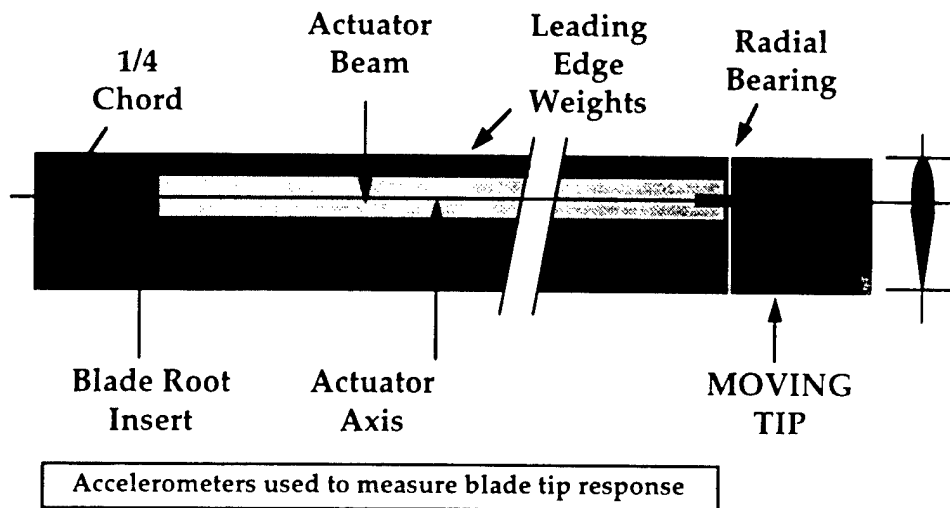 Actuator
Beam
Leading
Edge
Weights
Radial
Bearing
1/4
Chord
Blade Root
Insert
Actuator
Axis
MOVING
TIP
Accelerometers used to measure blade tip response